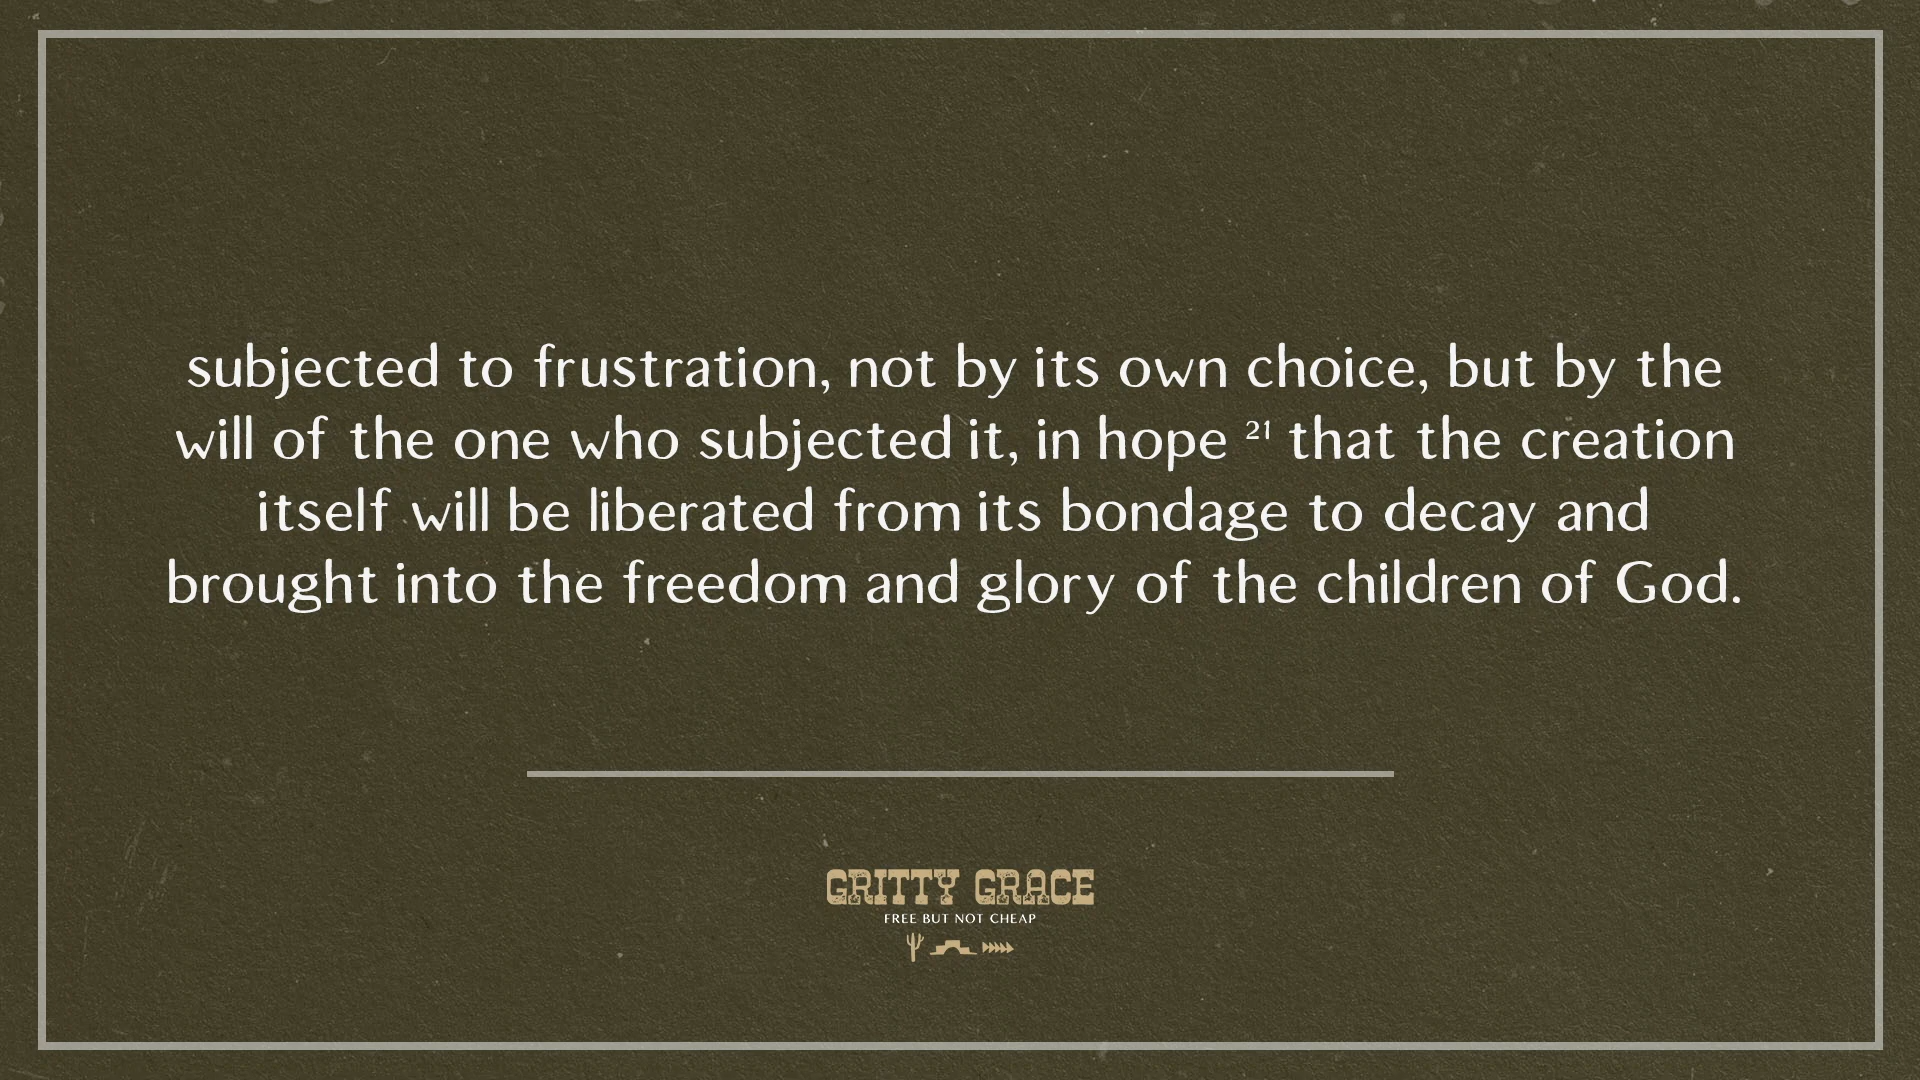 subjected to frustration, not by its own choice, but by the
will of the one who subjected it, in hope ²¹ that the creation
itself will be liberated from its bondage to decay and
brought into the freedom and glory of the children of God.
GRITTY GRACE
FREE BUT NOT CHEAP